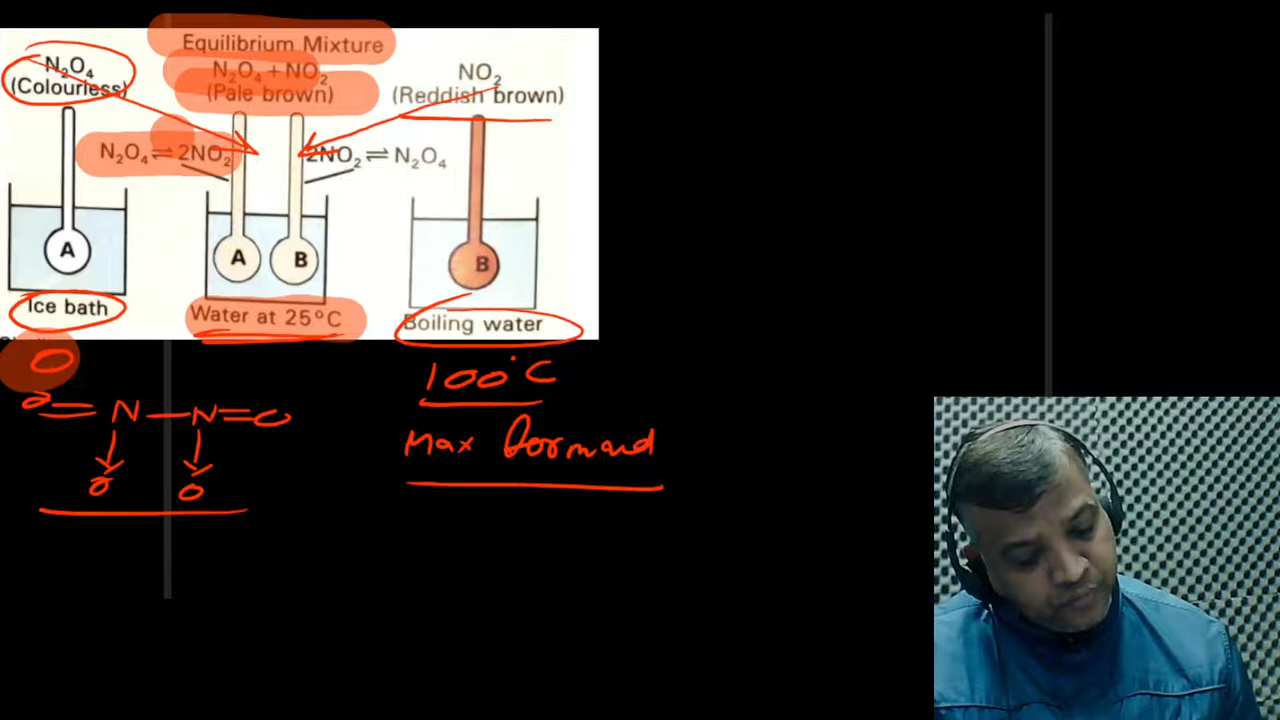 Equilibrium Mixture
N₂O₄
(Colourless)
N₂O₄ + NO₂
(Pale brown)
NO₂
(Reddish brown)
N₂O₄ ⇌ 2NO₂
2NO₂ ⇌ N₂O₄
A
A
B
B
Ice bath
Water at 25°C
Boiling water
0
100°C
O=N—N=O
Max
O O